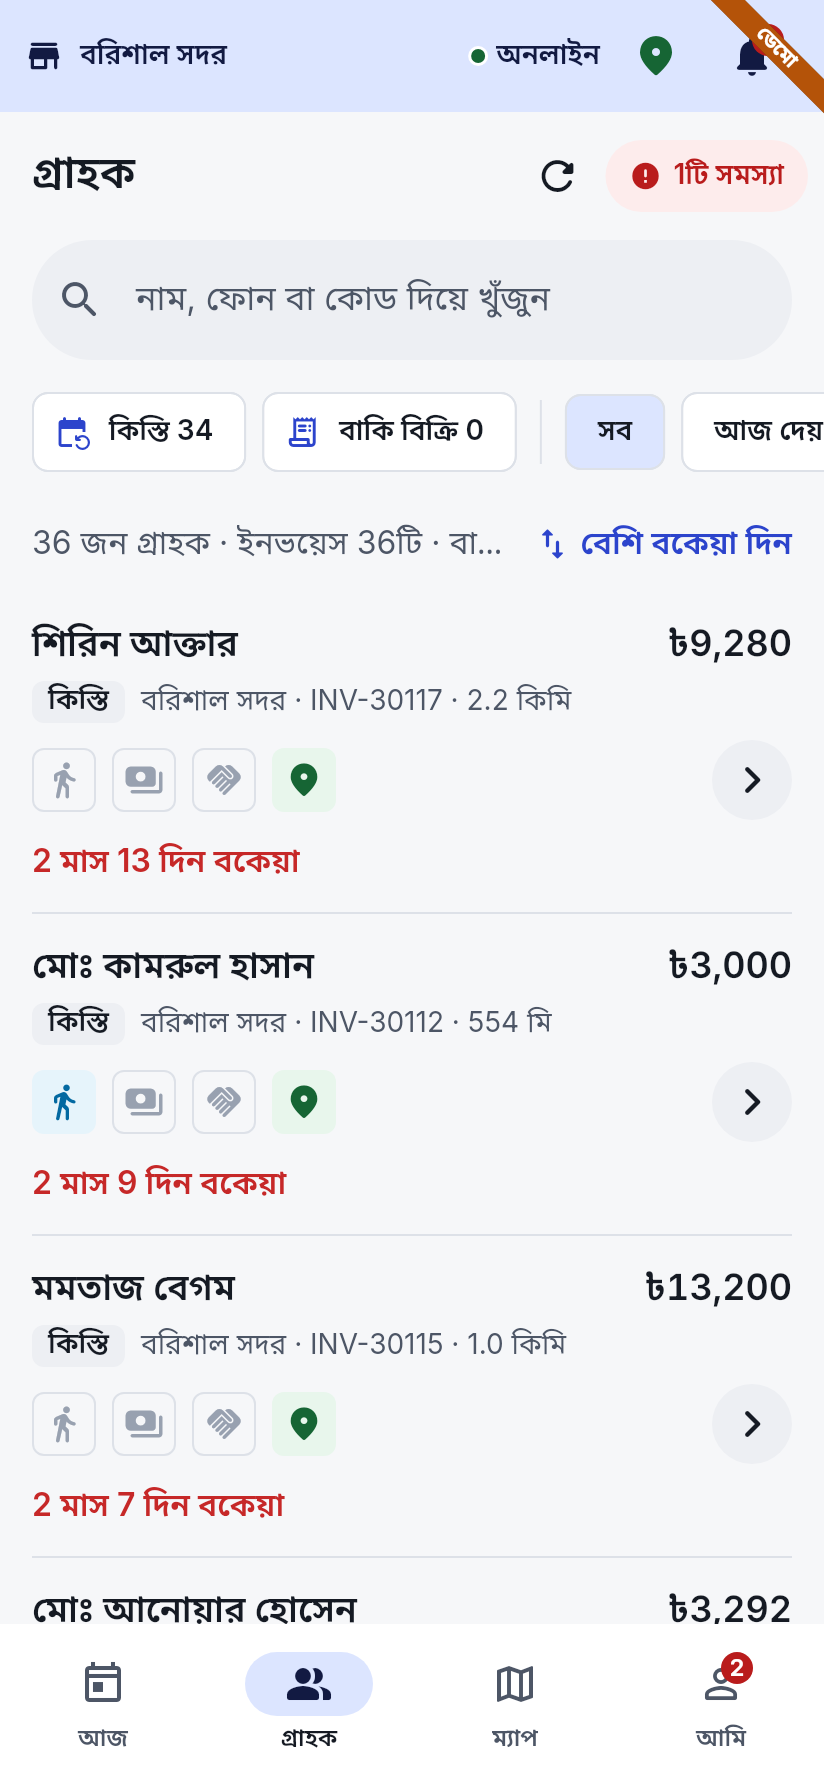 বরিশাল সদর
অনলাইন
ডেমো
গ্রাহক
1টি সমস্যা
নাম, ফোন বা কোড দিয়ে খুঁজুন
কিস্তি 34
বাকি বিক্রি 0
সব
আজ দেয়
36 জন গ্রাহক · ইনভয়েস 36টি · বা...
বেশি বকেয়া দিন
শিরিন আক্তার
৳9,280
কিস্তি
বরিশাল সদর · INV-30117 · 2.2 কিমি
2 মাস 13 দিন বকেয়া
মোঃ কামরুল হাসান
৳3,000
কিস্তি
বরিশাল সদর · INV-30112 · 554 মি
2 মাস 9 দিন বকেয়া
মমতাজ বেগম
৳13,200
কিস্তি
বরিশাল সদর · INV-30115 · 1.0 কিমি
2 মাস 7 দিন বকেয়া
মোঃ আনোয়ার হোসেন
৳3,292
আজ
গ্রাহক
ম্যাপ
2
আমি